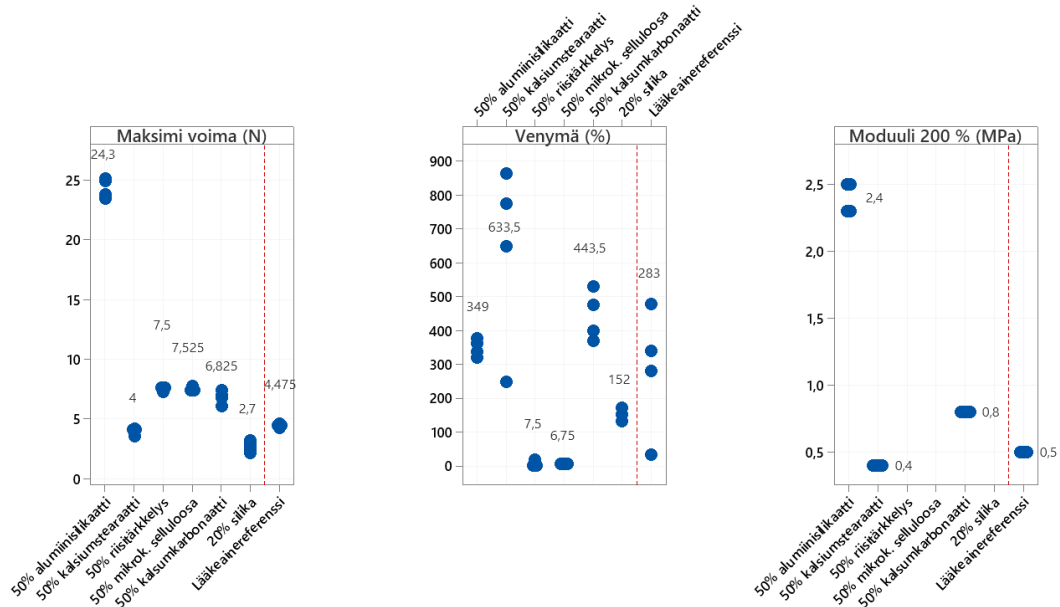 50% alumiinisilikaatti
50% kalsiumstearaatti
50% riisitärkkelys
50% mikrok. selluloosa
50% kalsumkarbonaatti
20% silika
Lääkeainereferenssi
Maksimi voima (N)
24,3
25
20
15
10
5
0
4
7,5
7,525
6,825
2,7
4,475
50% alumiinisilikaatti
50% kalsiumstearaatti
50% riisitärkkelys
50% mikrok. selluloosa
50% kalsumkarbonaatti
20% silika
Lääkeainereferenssi
Venymä (%)
900
800
700
600
500
400
300
200
100
0
349
633,5
7,5
6,75
443,5
152
283
Moduuli 200 % (MPa)
2,5
2,0
1,5
1,0
0,5
2,4
0,4
0,8
0,5
50% alumiinisilikaatti
50% kalsiumstearaatti
50% riisitärkkelys
50% mikrok. selluloosa
50% kalsumkarbonaatti
20% silika
Lääkeainereferenssi